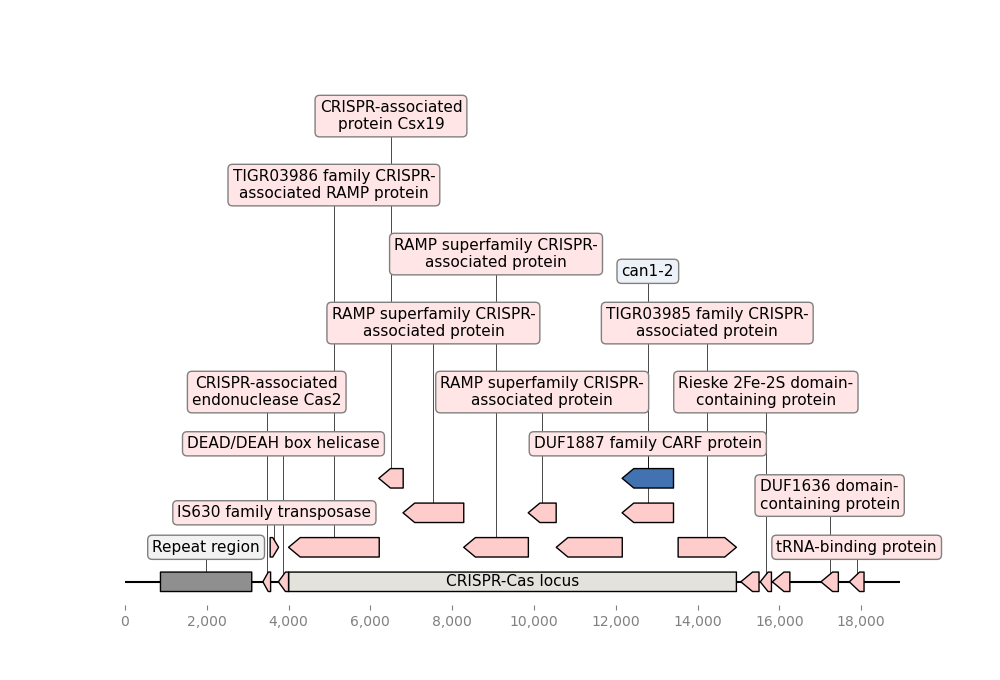 CRISPR-associated
protein Csx19
TIGR03986 family CRISPR-
associated RAMP protein
RAMP superfamily CRISPR-
associated protein
can1-2
RAMP superfamily CRISPR-
associated protein
TIGR03985 family CRISPR-
associated protein
CRISPR-associated
endonuclease Cas2
RAMP superfamily CRISPR-
associated protein
Rieske 2Fe-2S domain-
containing protein
DEAD/DEAH box helicase
DUF1887 family CARF protein
DUF1636 domain-
containing protein
IS630 family transposase
Repeat region
tRNA-binding protein
CRISPR-Cas locus
0
2,000
4,000
6,000
8,000
10,000
12,000
14,000
16,000
18,000